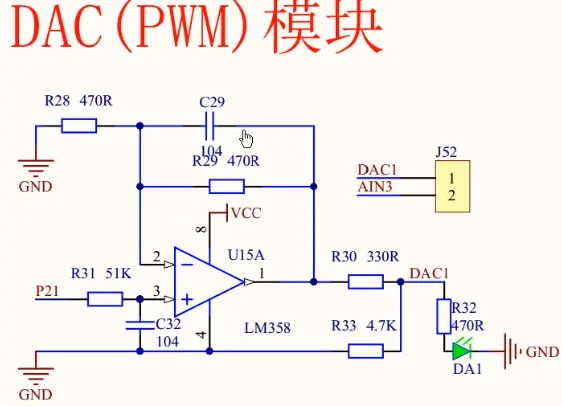 DAC(PWM)模块
R28 470R
C29
104
R29 470R
GND
DAC1
AIN3
J52
1
2
8
VCC
2
U15A
1
R31 51K
P21
3
R30 330R
DAC1
C32
104
4
LM358
R33 4.7K
R32
470R
DA1
GND
GND